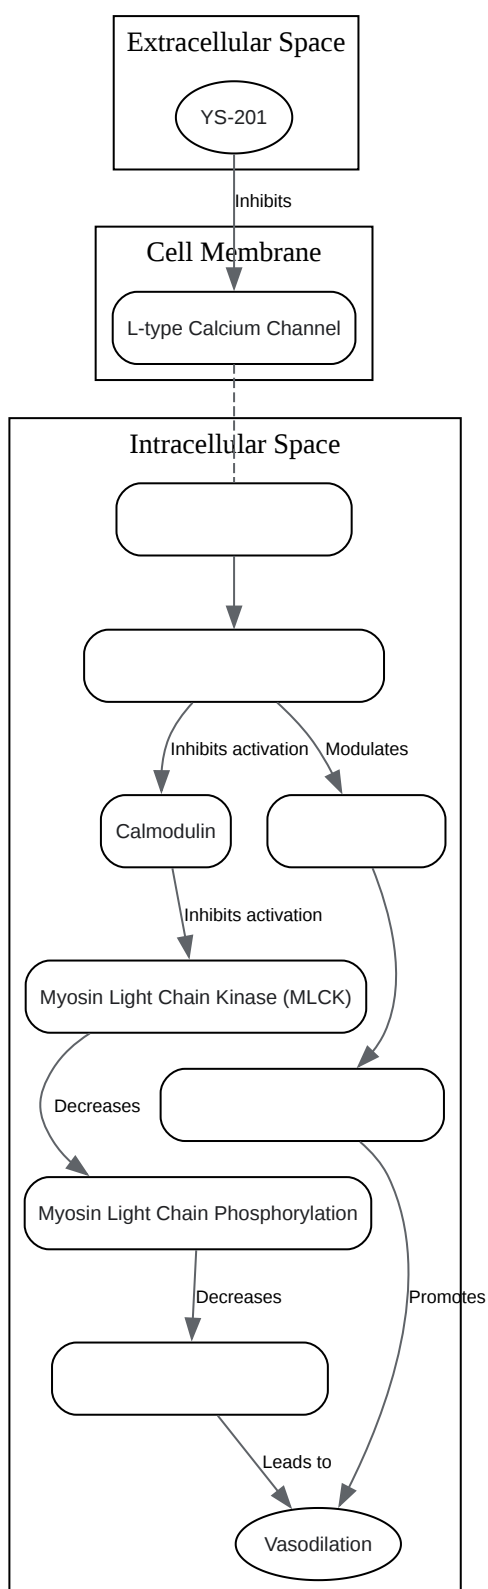 Extracellular Space
YS-201
Inhibits
Cell Membrane
L-type Calcium Channel
Intracellular Space
Inhibits activation
Modulates
Calmodulin
Inhibits activation
Myosin Light Chain Kinase (MLCK)
Decreases
Myosin Light Chain Phosphorylation
Decreases
Promotes
Leads to
Vasodilation